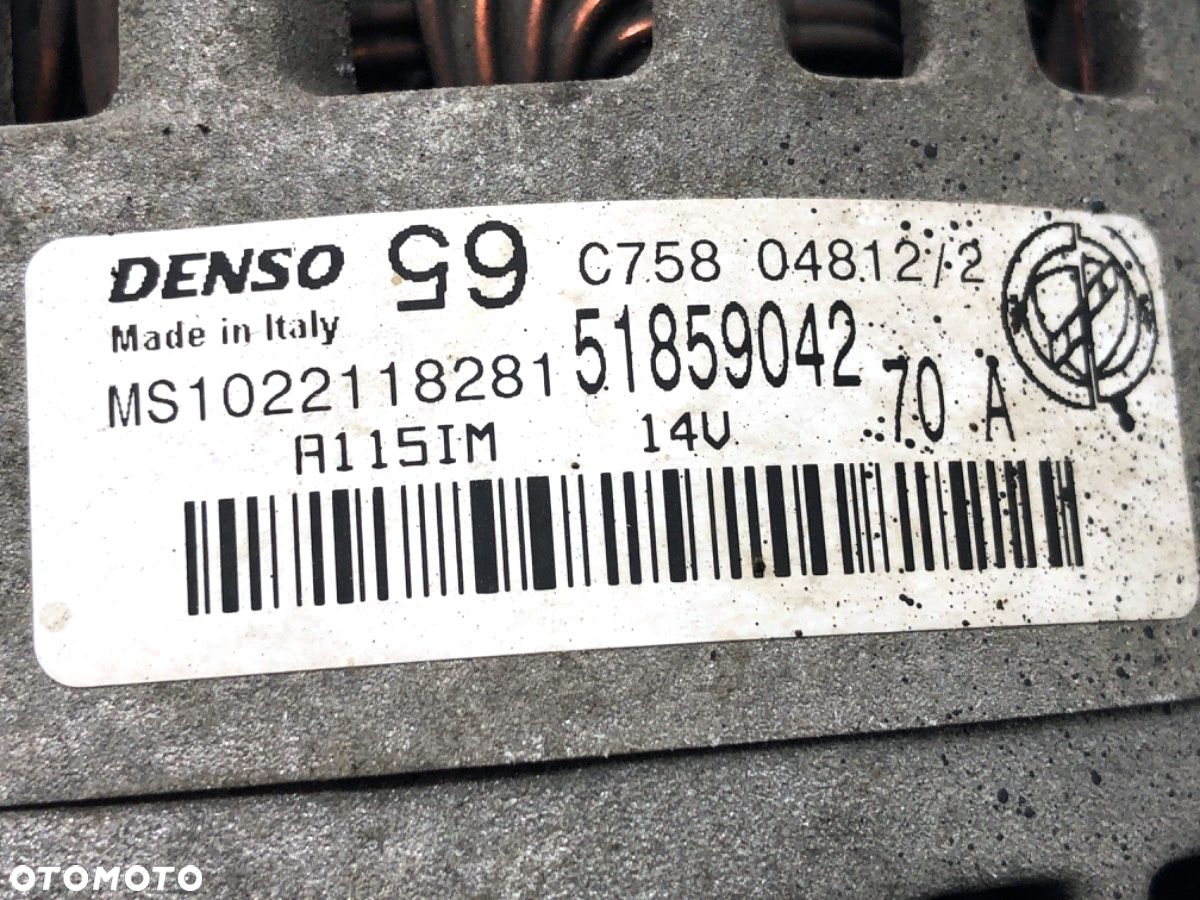 DENSO 65 C758 04812/2
Made in Italy
MS1022118281 51859042 70 A
A115IM 14V
OTOMOTO